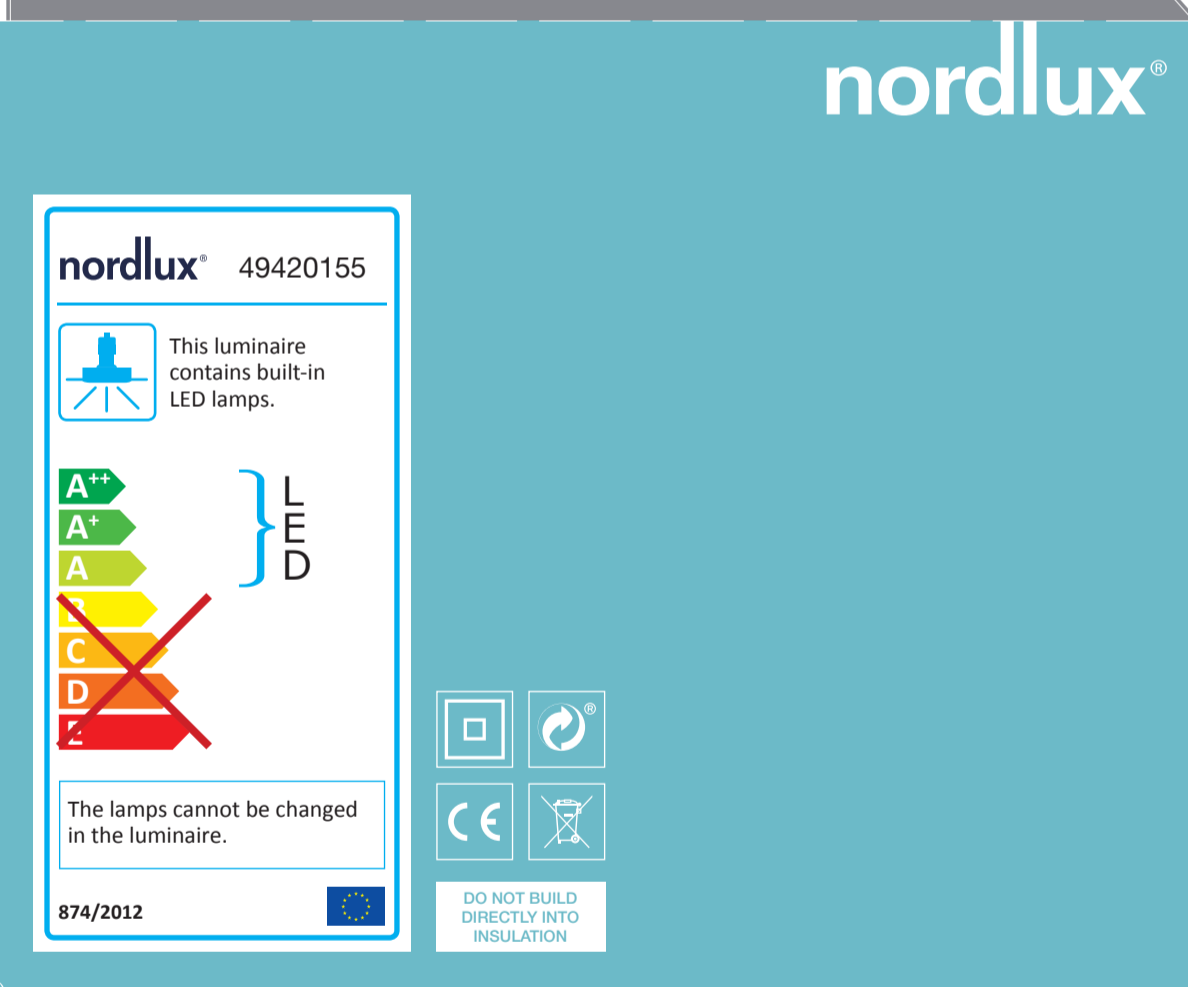 nordlux®
nordlux® 49420155
This luminaire
contains built-in
LED lamps.
A++
A+
A
B
C
D
E
L
E
D
The lamps cannot be changed
in the luminaire.
874/2012
®
CE
DO NOT BUILD
DIRECTLY INTO
INSULATION